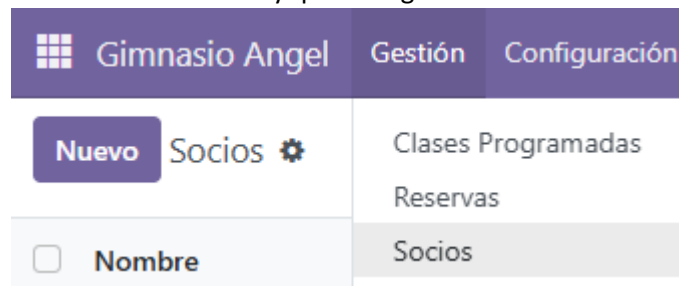 Gimnasio Angel Gestión Configuración
Nuevo Socios Clases Programadas
Reservas
Nombre Socios